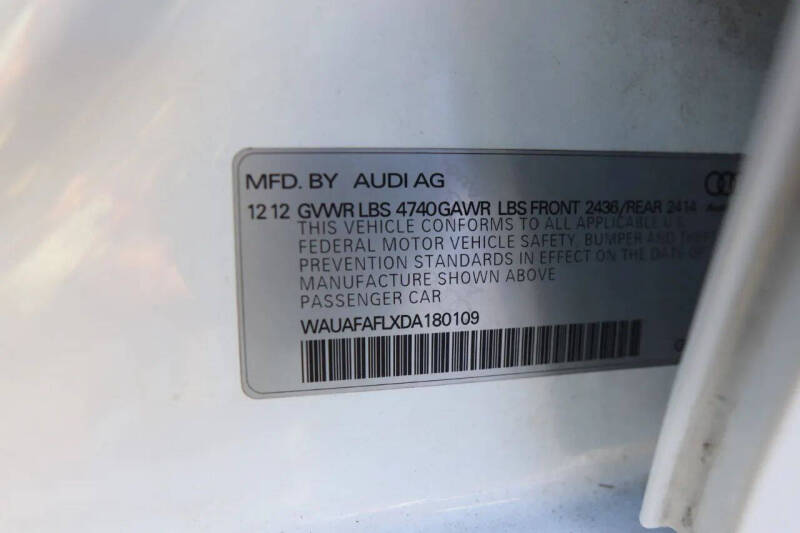 MFD. BY AUDI AG
12 12 GVWR LBS 4740 GAWR LBS FRONT 2436/REAR 2414
THIS VEHICLE CONFORMS TO ALL APPLICABLE U.S.
FEDERAL MOTOR VEHICLE SAFETY, BUMPER AND
PREVENTION STANDARDS IN EFFECT ON THE DATE OF
MANUFACTURE SHOWN ABOVE
PASSENGER CAR
WAUAFAFLXDA180109